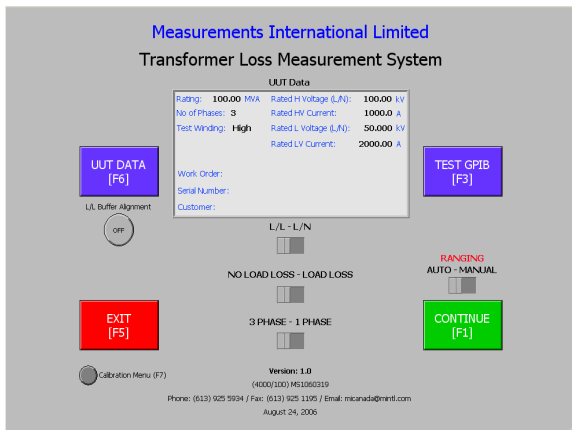 Measurements International Limited
Transformer Loss Measurement System
UUT Data
Rating: 100.00 MVA Rated H Voltage (L/N): 100.00 kV
No of Phases: 3 Rated HV Current: 1000.0 A
Test Winding: High Rated L Voltage (L/N): 50.000 kV
Rated LV Current: 2000.00 A
Work Order:
Serial Number:
Customer:
UUT DATA
[F6]
TEST GPIB
[F3]
L/L Buffer Alignment
OFF
L/L - L/N
NO LOAD LOSS - LOAD LOSS
3 PHASE - 1 PHASE
RANGING
AUTO - MANUAL
EXIT
[F5]
CONTINUE
[F1]
Calibration Menu (F7)
Version: 1.0
(4000/100) MS1060319
Phone: (613) 925 5934 / Fax: (613) 925 1195 / Email: micanada@mintl.com
August 24, 2006